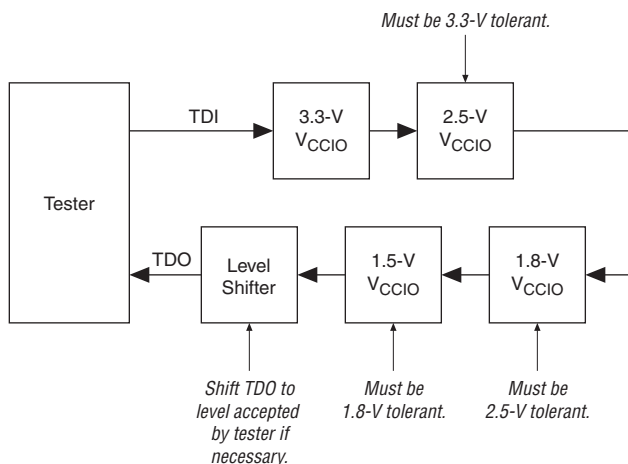 Must be 3.3-V tolerant.
TDI
3.3-V
VCCIO
2.5-V
VCCIO
Tester
TDO
Level
Shifter
1.5-V
VCCIO
1.8-V
VCCIO
Shift TDO to
level accepted
by tester if
necessary.
Must be
1.8-V tolerant.
Must be
2.5-V tolerant.